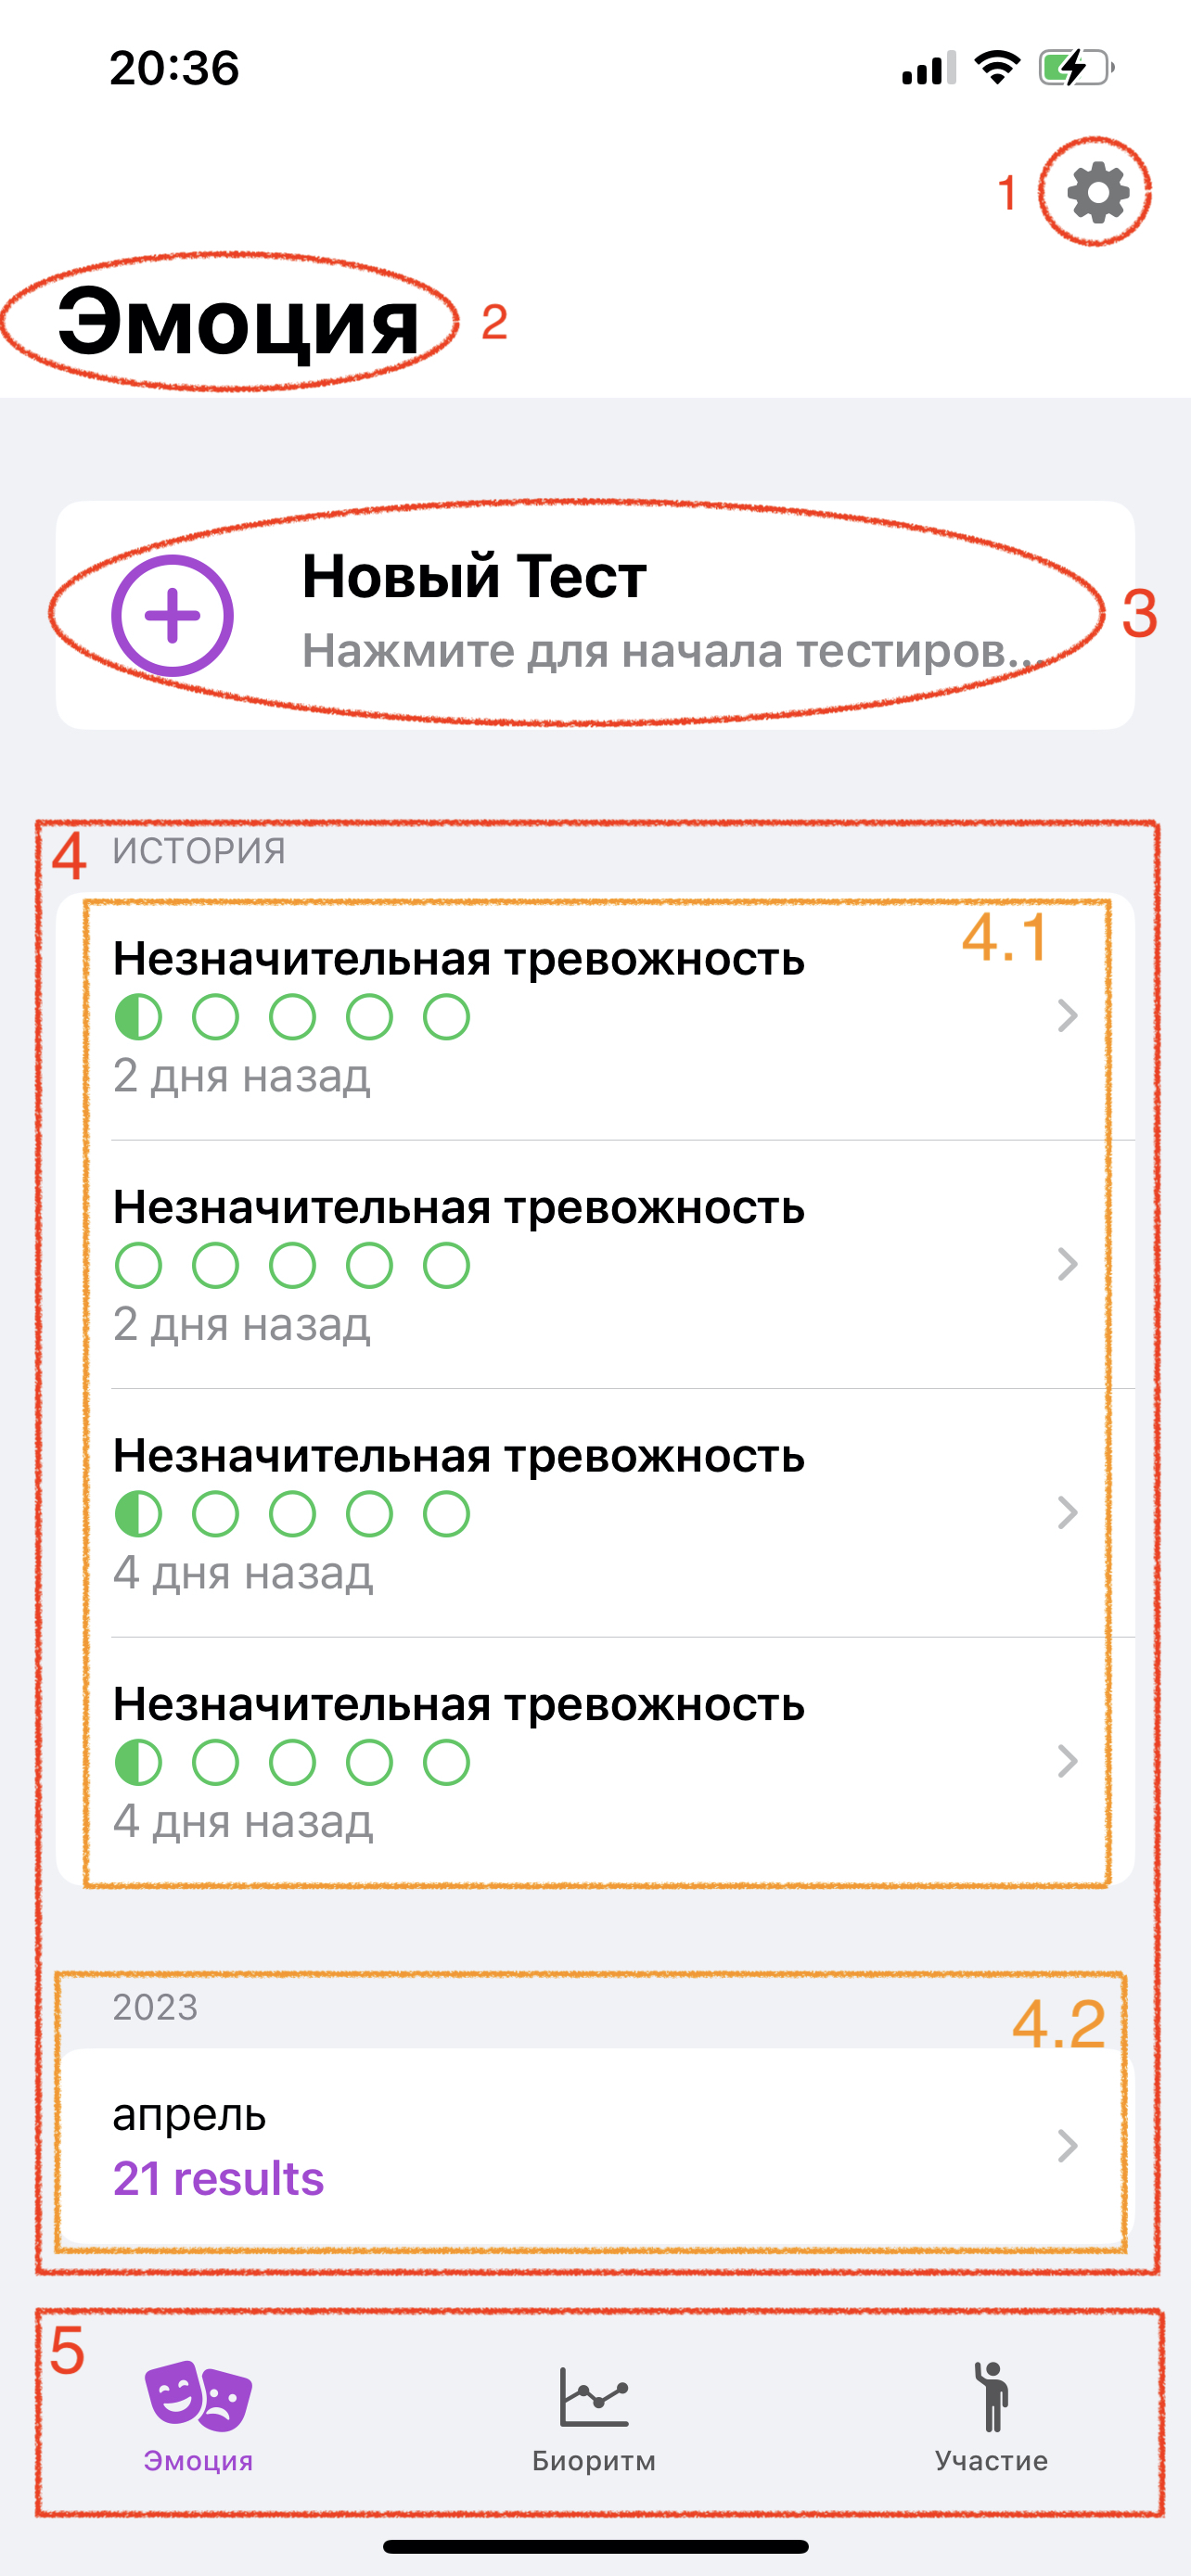 20:36
1
Эмоция 2
Новый Тест
Нажмите для начала тестиров...
3
4 ИСТОРИЯ
4.1
Незначительная тревожность
2 дня назад
Незначительная тревожность
2 дня назад
Незначительная тревожность
4 дня назад
Незначительная тревожность
4 дня назад
2023
4.2
апрель
21 results
5
Эмоция Биоритм Участие